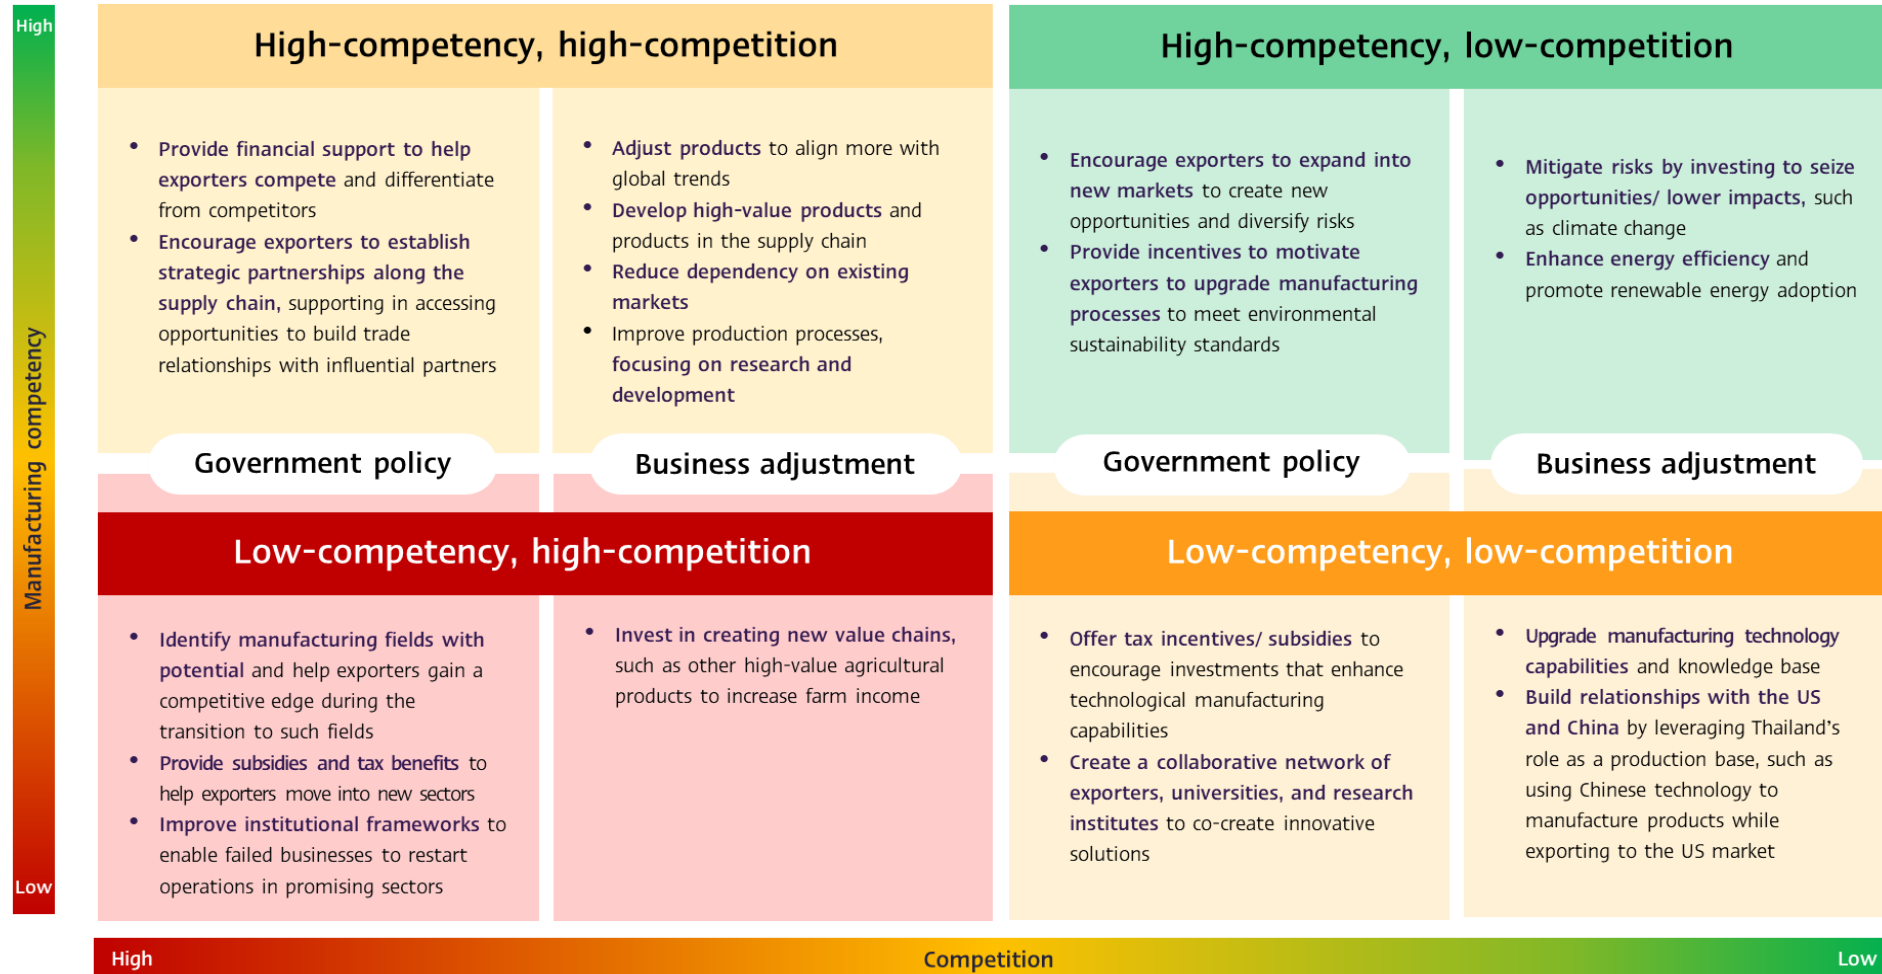 High
Manufacturing competency
Low
High-competency, high-competition
• Provide financial support to help
exporters compete and differentiate
from competitors
• Encourage exporters to establish
strategic partnerships along the
supply chain, supporting in accessing
opportunities to build trade
relationships with influential partners
Government policy
• Adjust products to align more with
global trends
• Develop high-value products and
products in the supply chain
• Reduce dependency on existing
markets
• Improve production processes,
focusing on research and
development
Business adjustment
High-competency, low-competition
• Encourage exporters to expand into
new markets to create new
opportunities and diversify risks
• Provide incentives to motivate
exporters to upgrade manufacturing
processes to meet environmental
sustainability standards
Government policy
• Mitigate risks by investing to seize
opportunities/ lower impacts, such
as climate change
• Enhance energy efficiency and
promote renewable energy adoption
Business adjustment
Low-competency, high-competition
• Identify manufacturing fields with
potential and help exporters gain a
competitive edge during the
transition to such fields
• Provide subsidies and tax benefits to
help exporters move into new sectors
• Improve institutional frameworks to
enable failed businesses to restart
operations in promising sectors
• Invest in creating new value chains,
such as other high-value agricultural
products to increase farm income
Low-competency, low-competition
• Offer tax incentives/ subsidies to
encourage investments that enhance
technological manufacturing
capabilities
• Create a collaborative network of
exporters, universities, and research
institutes to co-create innovative
solutions
• Upgrade manufacturing technology
capabilities and knowledge base
• Build relationships with the US
and China by leveraging Thailand's
role as a production base, such as
using Chinese technology to
manufacture products while
exporting to the US market
High
Competition
Low